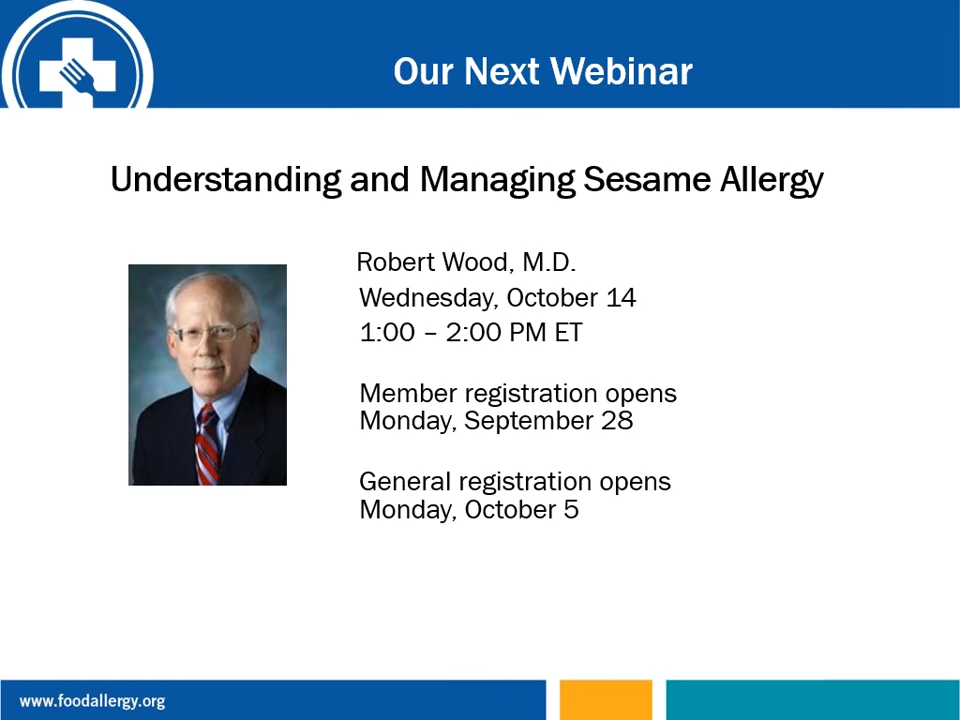 Our Next Webinar
Understanding and Managing Sesame Allergy
Robert Wood, M.D.
Wednesday, October 14
1:00 – 2:00 PM ET
Member registration opens
Monday, September 28
General registration opens
Monday, October 5
www.foodallergy.org